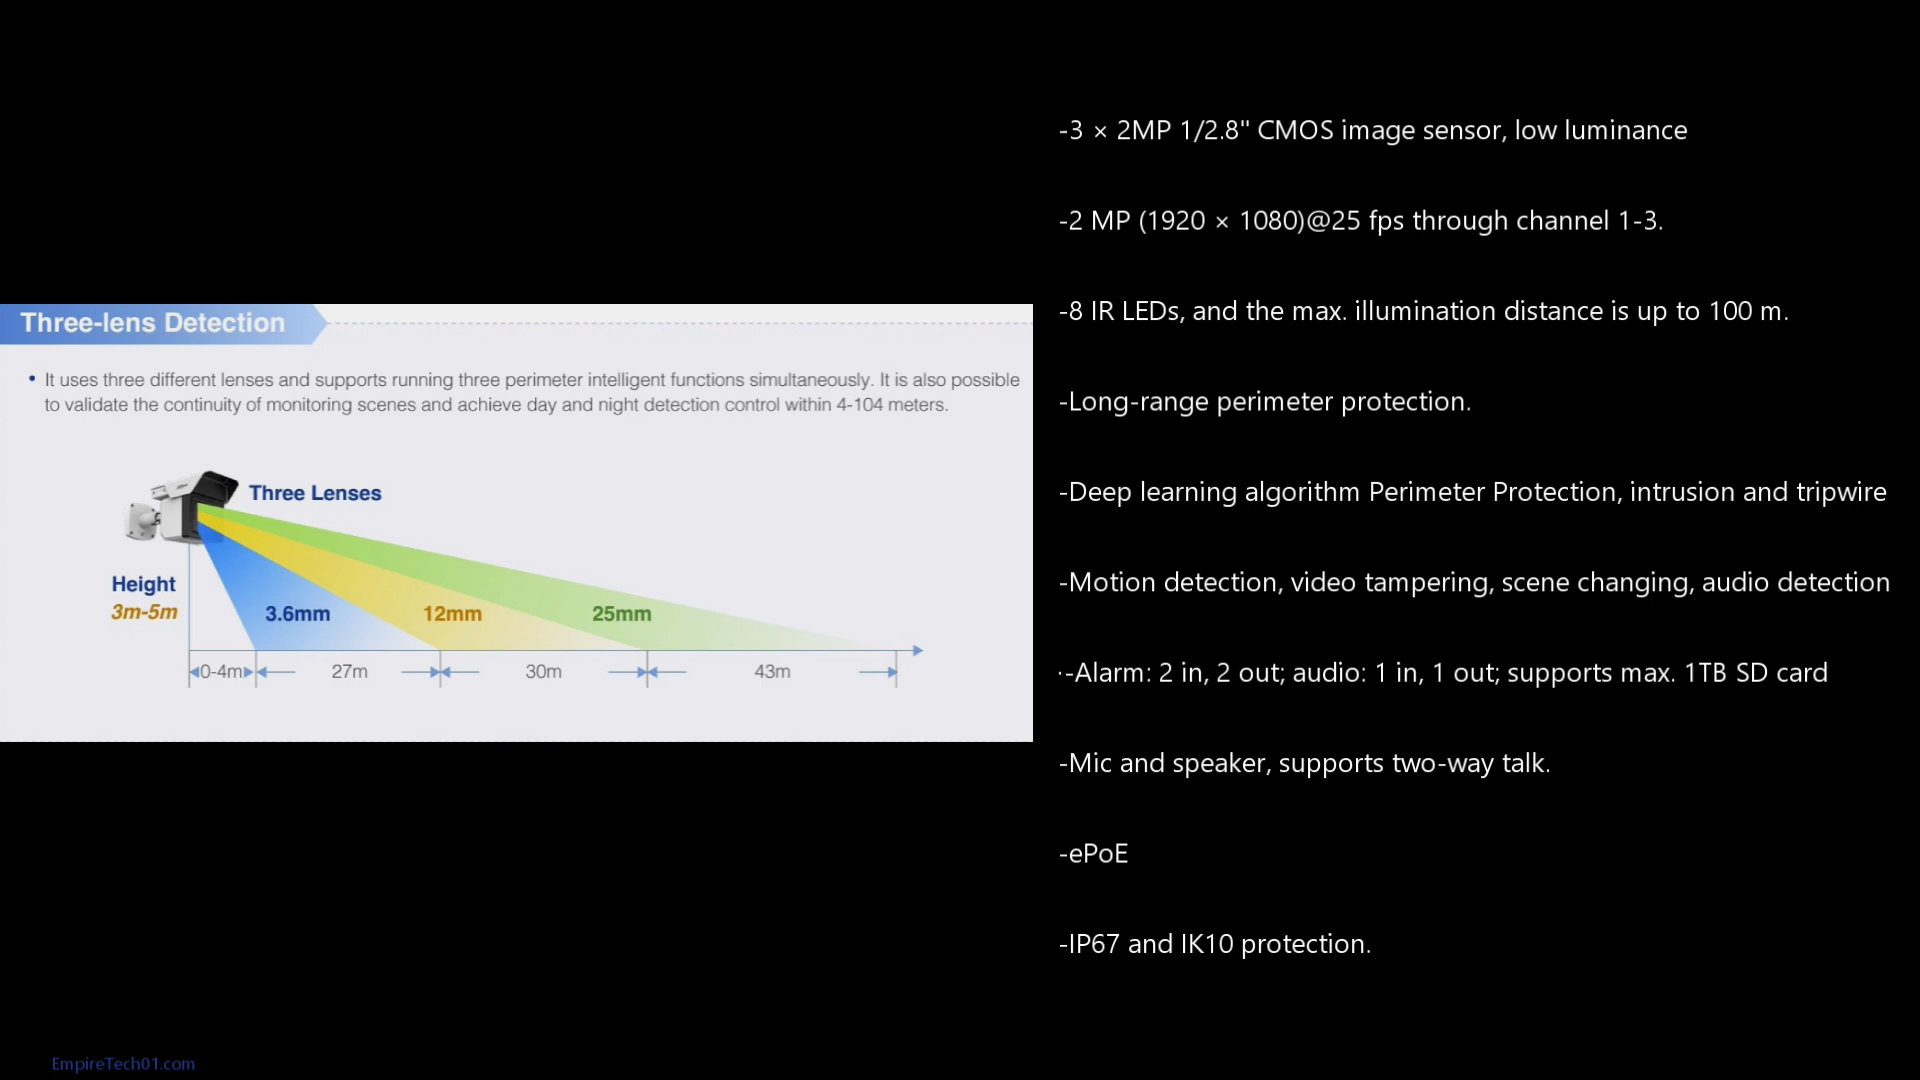 Three-lens Detection
• It uses three different lenses and supports running three perimeter intelligent functions simultaneously. It is also possible
to validate the continuity of monitoring scenes and achieve day and night detection control within 4-104 meters.
Three Lenses
Height
3m-5m
3.6mm
12mm
25mm
0-4m
27m
30m
43m
-3 × 2MP 1/2.8" CMOS image sensor, low luminance
-2 MP (1920 × 1080)@25 fps through channel 1-3.
-8 IR LEDs, and the max. illumination distance is up to 100 m.
-Long-range perimeter protection.
-Deep learning algorithm Perimeter Protection, intrusion and tripwire
-Motion detection, video tampering, scene changing, audio detection
·-Alarm: 2 in, 2 out; audio: 1 in, 1 out; supports max. 1TB SD card
-Mic and speaker, supports two-way talk.
-ePoE
-IP67 and IK10 protection.
EmpireTech01.com